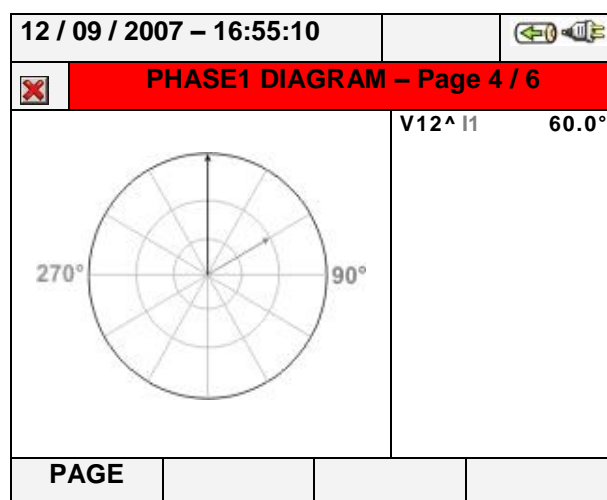 12 / 09 / 2007 – 16:55:10
PHASE1 DIAGRAM – Page 4 / 6
V12^ I1 60.0°
270°
90°
PAGE